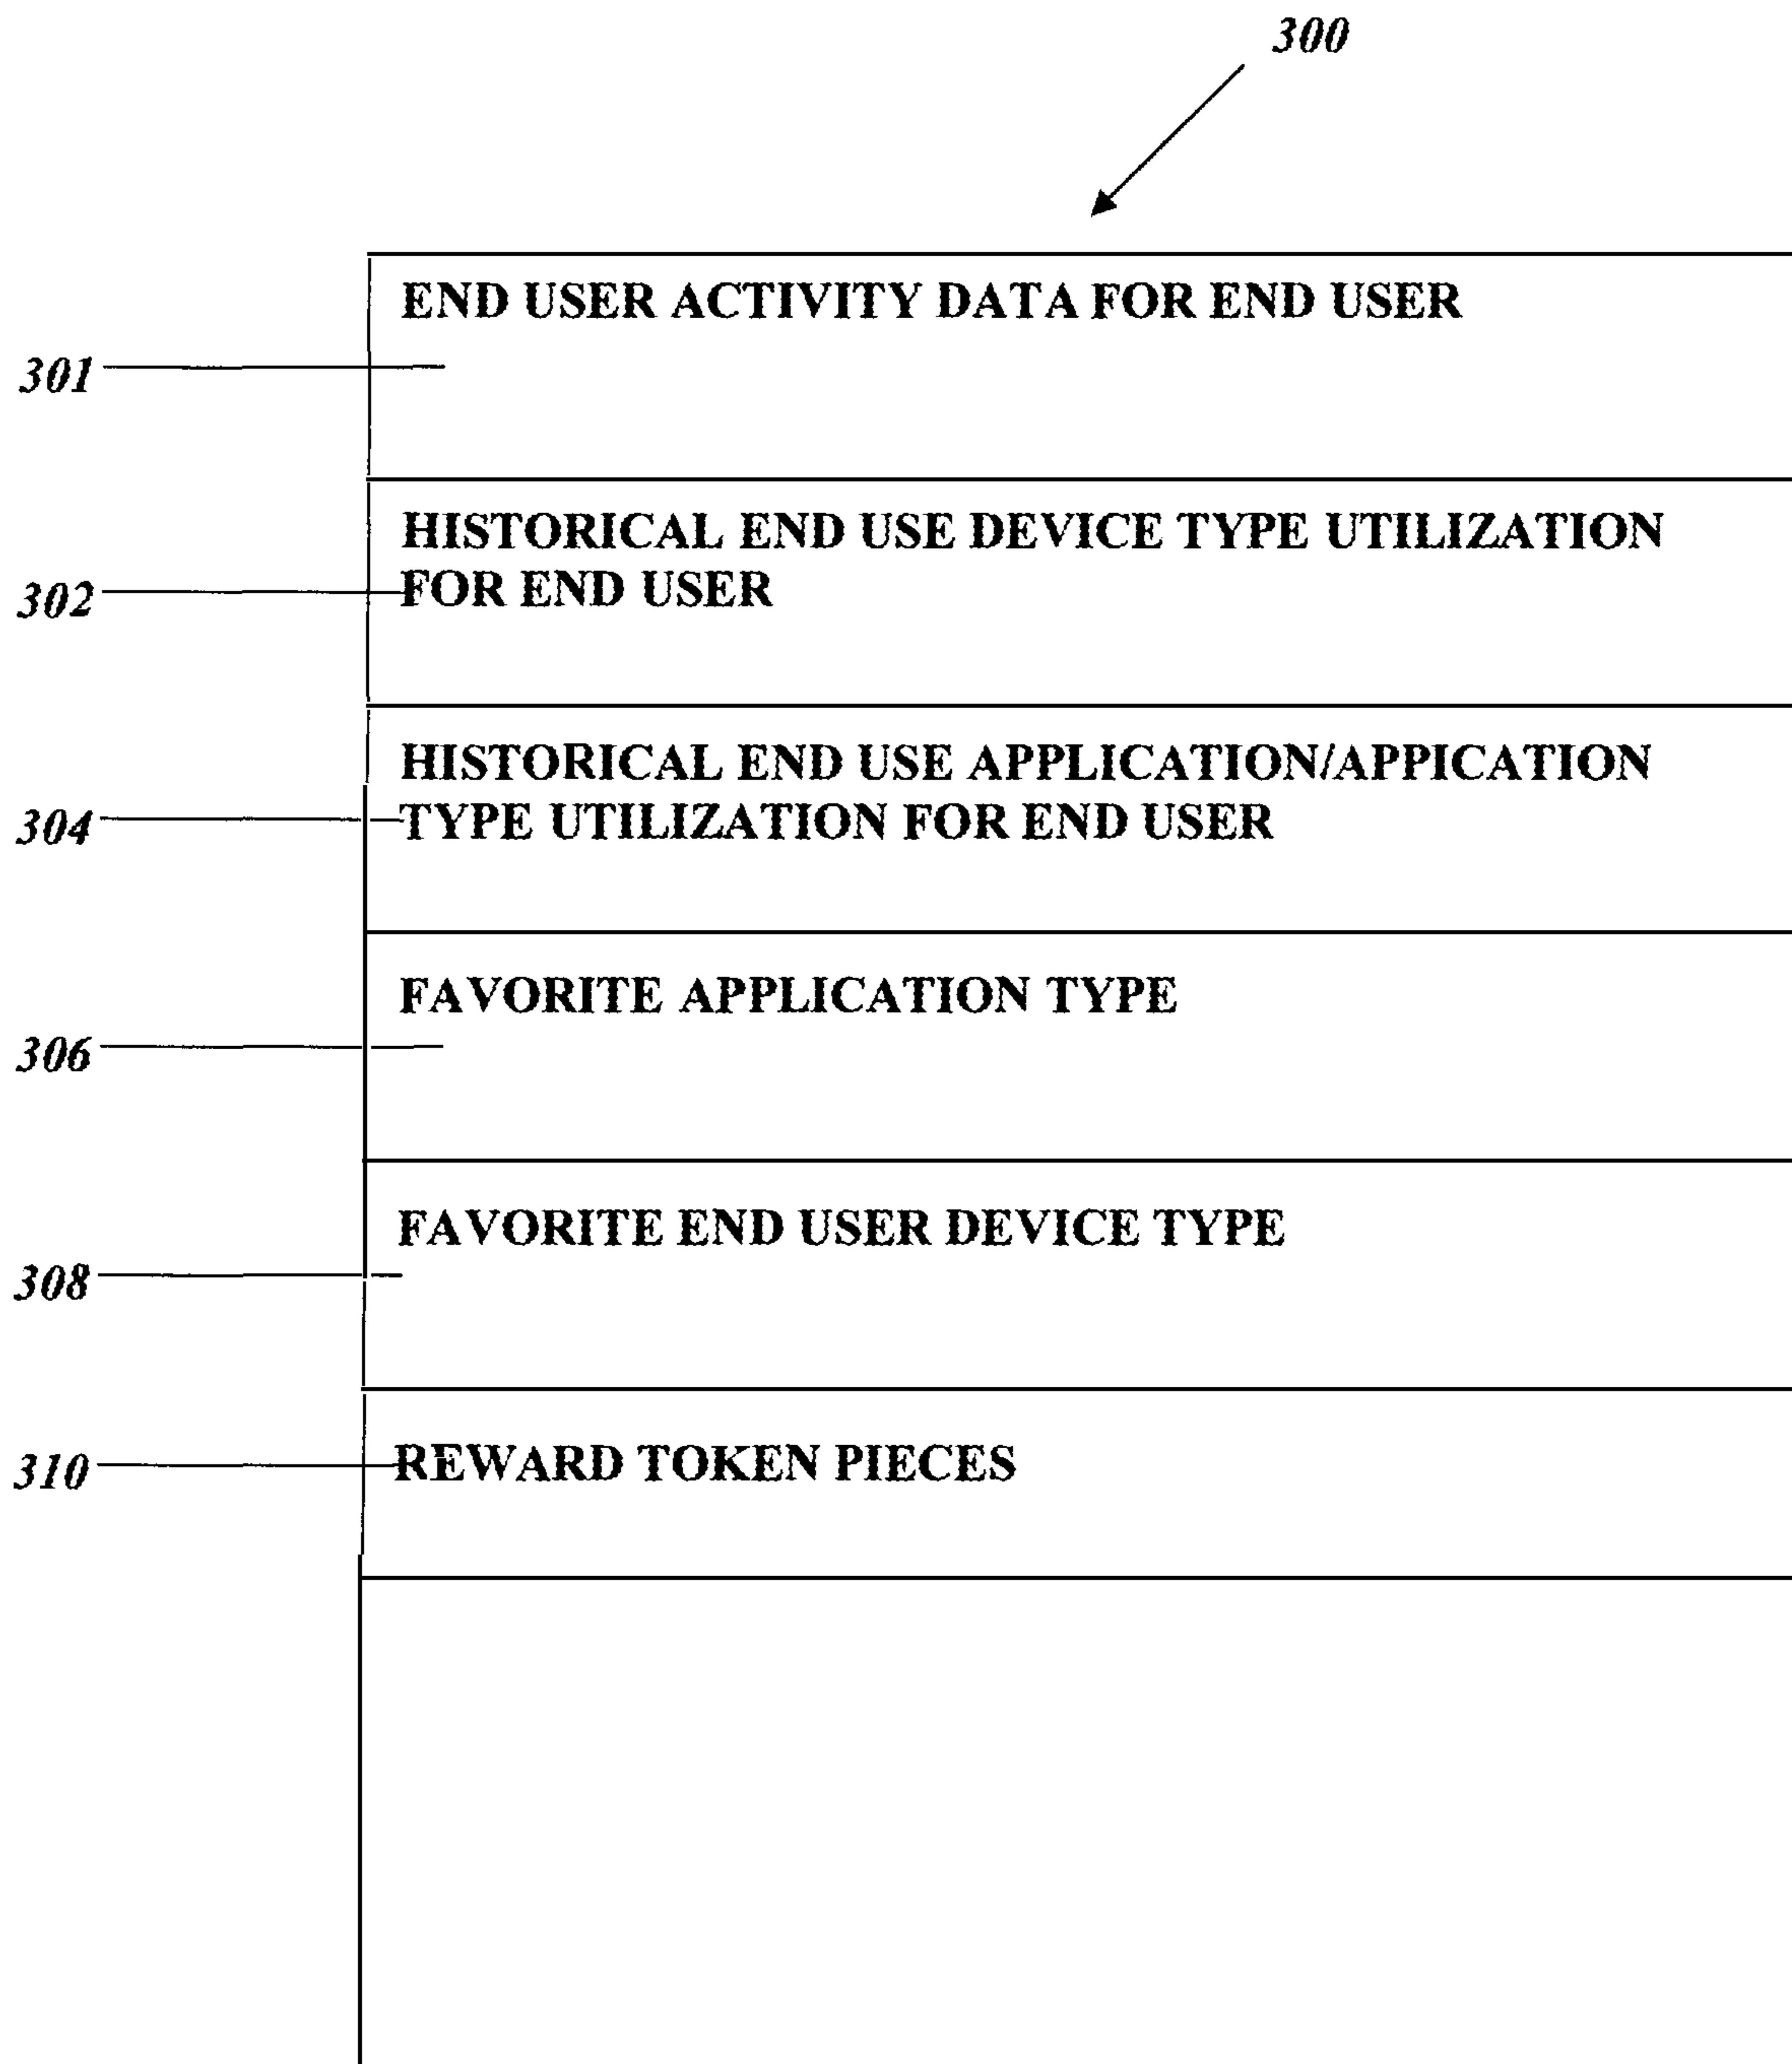 300
END USER ACTIVITY DATA FOR END USER
301
HISTORICAL END USE DEVICE TYPE UTILIZATION
FOR END USER
302
HISTORICAL END USE APPLICATION/APPICATION
TYPE UTILIZATION FOR END USER
304
FAVORITE APPLICATION TYPE
306
FAVORITE END USER DEVICE TYPE
308
REWARD TOKEN PIECES
310